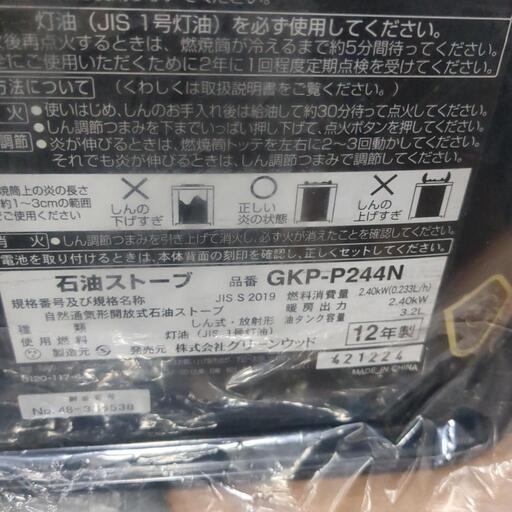 灯油（JIS 1号灯油）を必ず使用してください。
後再点火するときは、燃焼筒が冷えるまで約5分間待ってください。
にご使用いただくために2年に1回程度定期点検を受けてください。
方法について （くわしくは取扱説明書をご覧ください。）
火 ●使いはじめ、しんのお手入れ後は給油して約30分待って点火してください。
●しん調節つまみを下までいっぱい押し下げて、点火ボタンを押してください。
調節 ●炎が伸びるときは、燃焼筒トッテを左右に2～3回動かしてください。
それでも炎が伸びるときは、しん調節つまみで調節してください。
燃焼筒上の炎の長さ
約1～3cmの範囲
しんの
下げすぎ
正しい
炎の状態
しんの
上げすぎ
消火 ●しん調節つまみを引き上げて消火し、必ず火が消えたことを確認してください。
電池を取り付けるときは、本体背面の刻印を確認し、正しくセットしてください。
石油ストーブ 品番 GKP-P244N
規格番号及び規格名称 JIS S 2019 燃料消費量 2.40kW(0.233L/h)
自然通気形開放式石油ストーブ 暖房出力 2.40kW
種類 しん式・放射形 油タンク容量 3.2L
使用燃料 灯油（JIS 1号灯油）
12年製
製造元 発売元 株式会社グリーンウッド
421224
MADE IN CHINA
0120-117-
製造番号